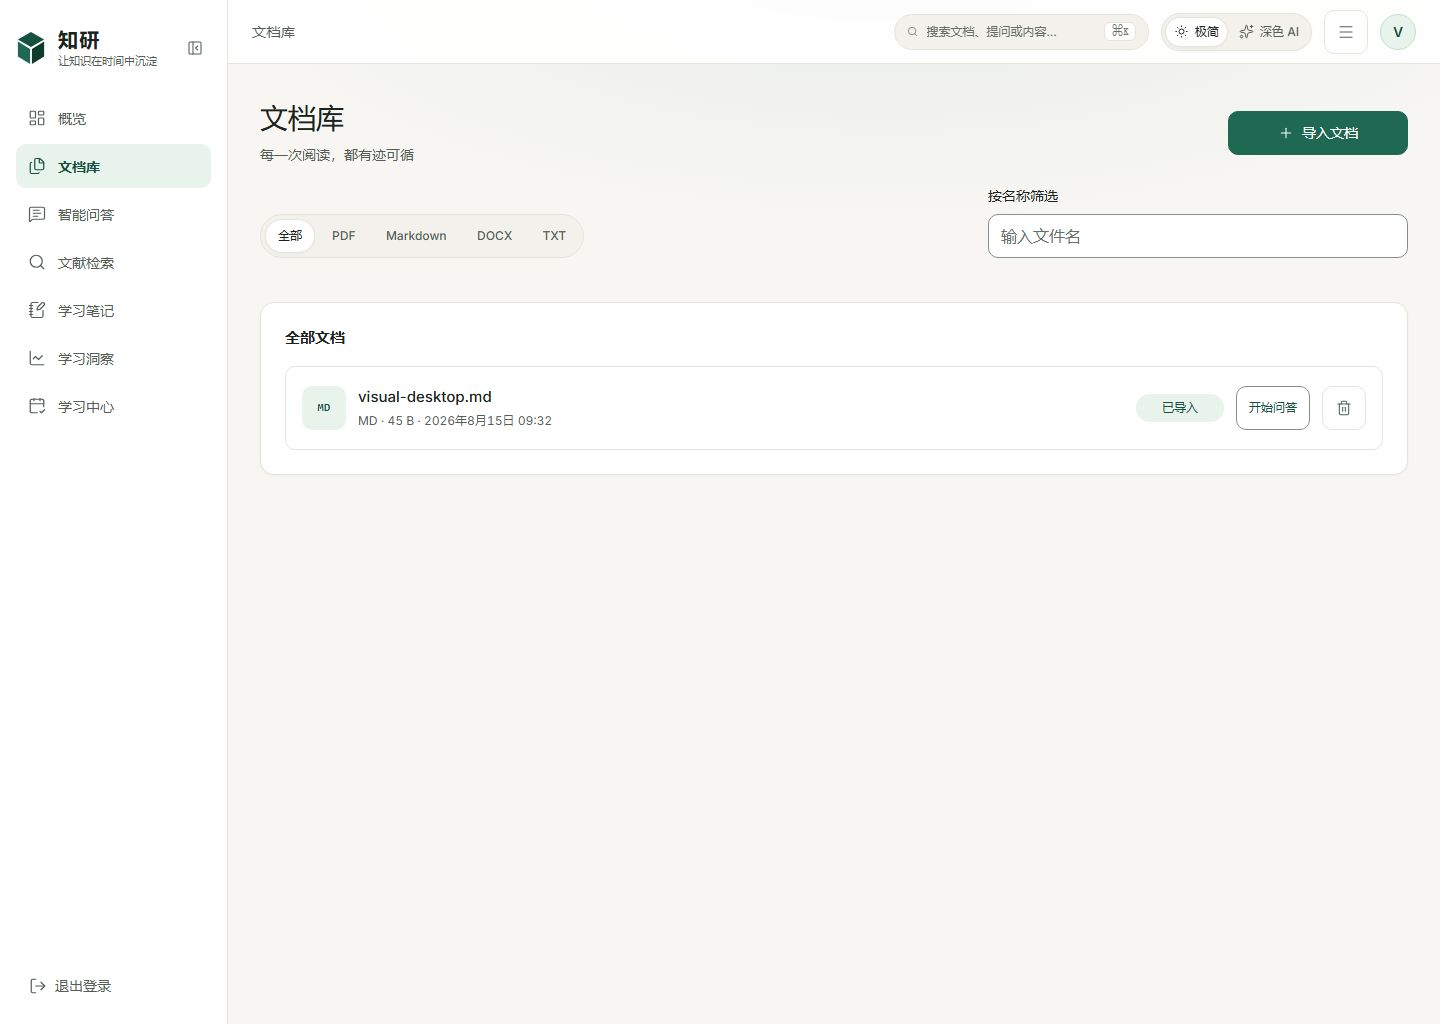 知研
让知识在时间中沉淀
概览
文档库
智能问答
文献检索
学习笔记
学习洞察
学习中心
退出登录
文档库
搜索文档、提问或内容...
⌘K
极简
深色 AI
V
文档库
每一次阅读，都有迹可循
导入文档
按名称筛选
全部
PDF
Markdown
DOCX
TXT
输入文件名
全部文档
MD
visual-desktop.md
MD · 45 B · 2026年8月15日 09:32
已导入
开始问答